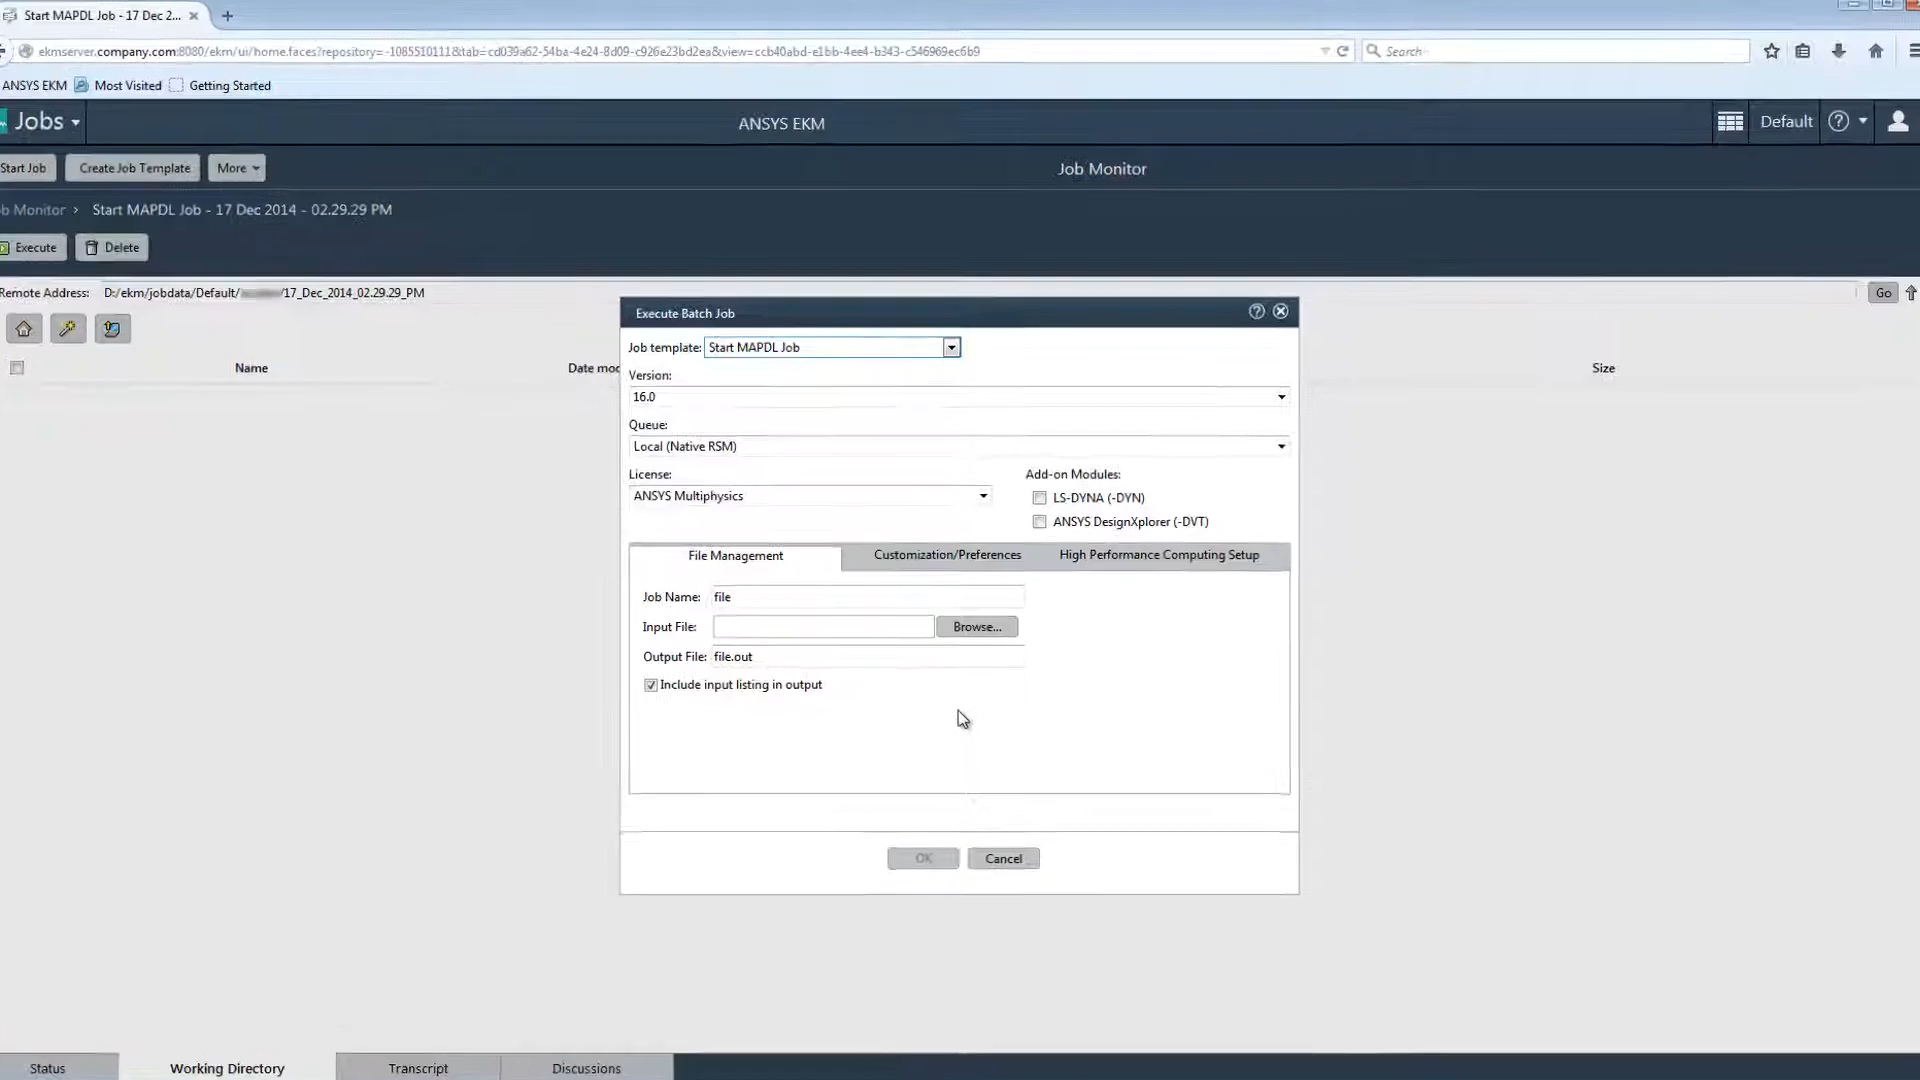 Start MAPDL Job - 17 Dec 2...
ekmserver.company.com:8080/ekm/ui/home.faces?repository=-1085510111&tab=cd039a62-54ba-4e24-8d09-c926e23bd2ea&view=ccb40abd-e1bb-4ee4-b343-c546969ec6b9
Search
ANSYS EKM Most Visited Getting Started
Jobs
ANSYS EKM
Default
Start Job Create Job Template More
Job Monitor
b Monitor > Start MAPDL Job - 17 Dec 2014 - 02.29.29 PM
Execute Delete
Remote Address: D:/ekm/jobdata/Default/ /17_Dec_2014_02.29.29_PM
Go
Name Date mo Size
Execute Batch Job
Job template: Start MAPDL Job
Version:
16.0
Queue:
Local (Native RSM)
License:
ANSYS Multiphysics
Add-on Modules:
LS-DYNA (-DYN)
ANSYS DesignXplorer (-DVT)
File Management Customization/Preferences High Performance Computing Setup
Job Name: file
Input File: Browse...
Output File: file.out
Include input listing in output
OK Cancel
Status Working Directory Transcript Discussions